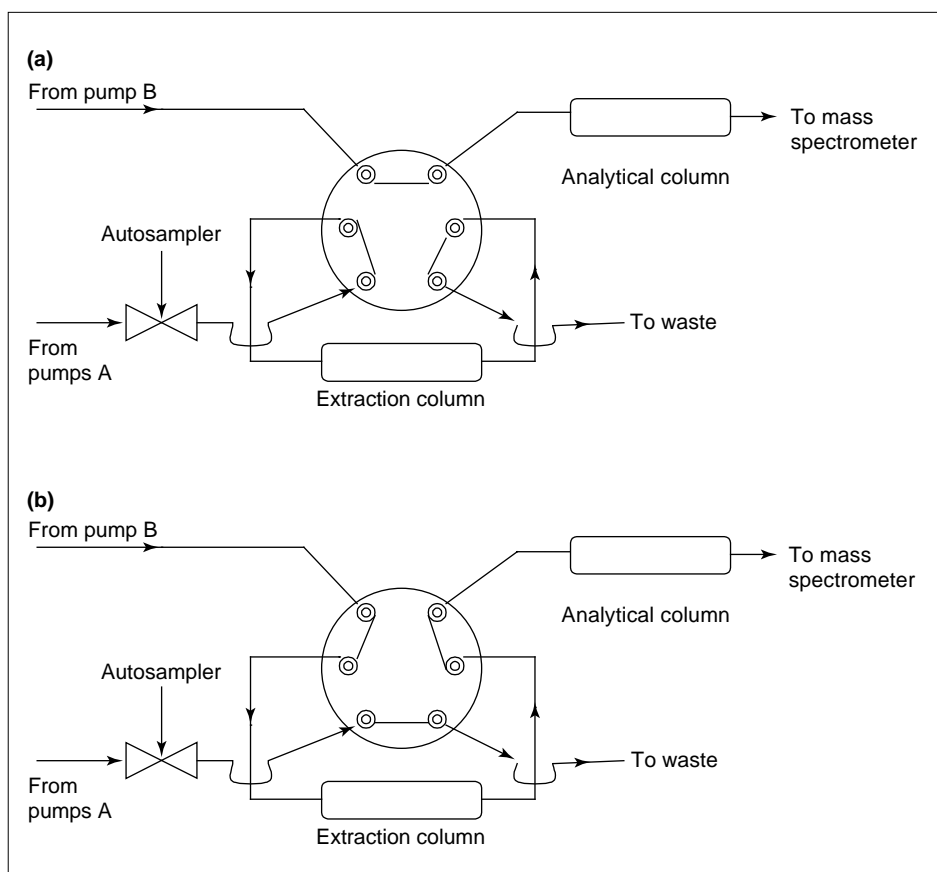 (a)
From pump B
To mass
spectrometer
Analytical column
Autosampler
To waste
From
pumps A
Extraction column
(b)
From pump B
To mass
spectrometer
Analytical column
Autosampler
To waste
From
pumps A
Extraction column